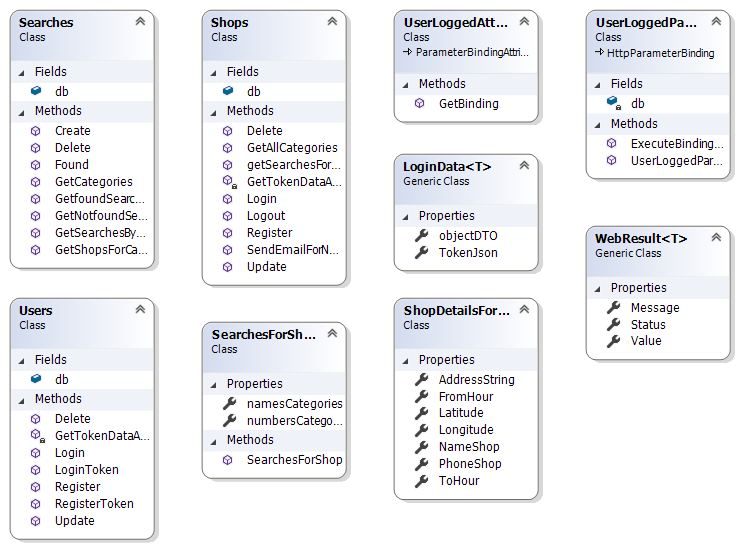 Searches
Class
Fields
db
Methods
Create
Delete
Found
GetCategories
GetfoundSearc...
GetNotfoundSe...
GetSearchesBy...
GetShopsForCa...
Shops
Class
Fields
db
Methods
Delete
GetAllCategories
getSearchesFor...
GetTokenDataA...
Login
Logout
Register
SendEmailForN...
Update
UserLoggedAtt...
Class
ParameterBindingAttri...
Methods
GetBinding
UserLoggedPa...
Class
HttpParameterBinding
Fields
db
Methods
ExecuteBinding...
UserLoggedPar...
LoginData<T>
Generic Class
Properties
objectDTO
TokenJson
WebResult<T>
Generic Class
Properties
Message
Status
Value
Users
Class
Fields
db
Methods
Delete
GetTokenDataA...
Login
LoginToken
Register
RegisterToken
Update
SearchesForSh...
Class
Properties
namesCategories
numbersCatego...
Methods
SearchesForShop
ShopDetailsFor...
Class
Properties
AddressString
FromHour
Latitude
Longitude
NameShop
PhoneShop
ToHour